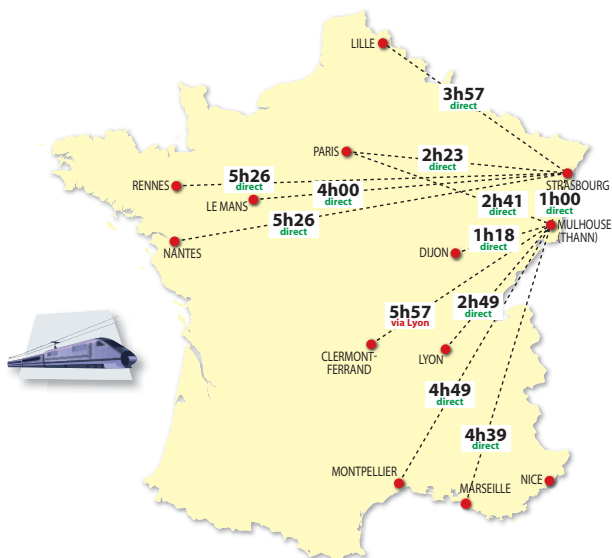 LILLE
3h57
direct
PARIS
2h23
direct
STRASBOURG
RENNES
5h26
direct
LE MANS
4h00
direct
1h00
direct
2h41
direct
5h26
direct
NANTES
MULHOUSE
(THANN)
DIJON
1h18
direct
5h57
via Lyon
2h49
direct
CLERMONT-
FERRAND
LYON
4h49
direct
4h39
direct
MONTPELLIER
MARSEILLE
NICE